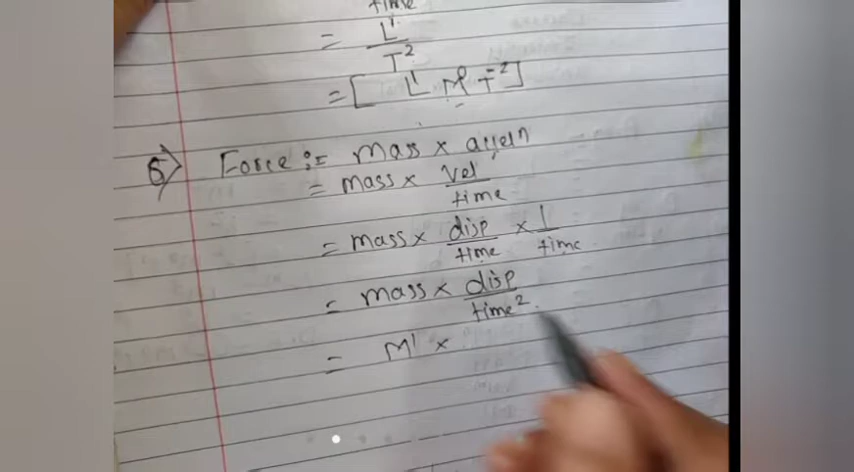 time
= L¹ / T²
= [ L¹ M⁰ T⁻² ]
5) Force := mass × accelⁿ
= mass × vel / time
= mass × disp / time × 1 / time
= mass × disp / time²
= M¹ ×